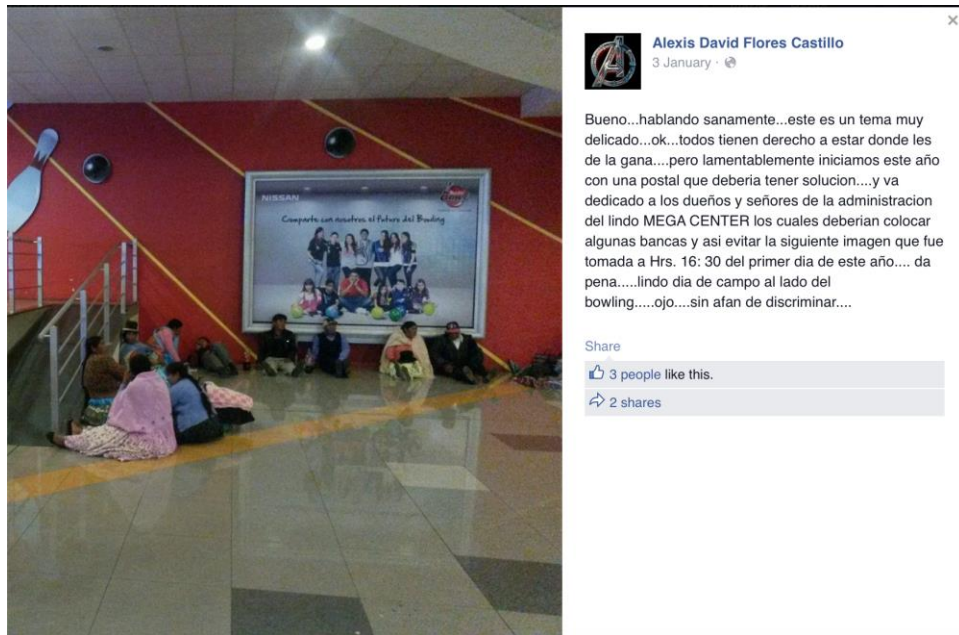 NISSAN
Comparte con nosotros el futuro del Bowling
Alexis David Flores Castillo
3 January
Bueno...hablando sanamente...este es un tema muy
delicado...ok...todos tienen derecho a estar donde les
de la gana....pero lamentablemente iniciamos este año
con una postal que deberia tener solucion....y va
dedicado a los dueños y señores de la administracion
del lindo MEGA CENTER los cuales deberian colocar
algunas bancas y asi evitar la siguiente imagen que fue
tomada a Hrs. 16: 30 del primer dia de este año.... da
pena.....lindo dia de campo al lado del
bowling.....ojo....sin afan de discriminar....
Share
3 people like this.
2 shares